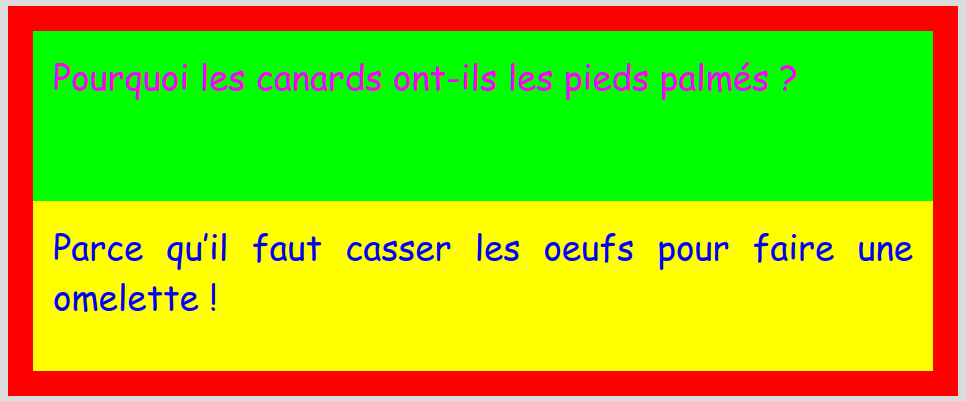 Pourquoi les canards ont-ils les pieds palmés ?
Parce qu'il faut casser les oeufs pour faire une
omelette !